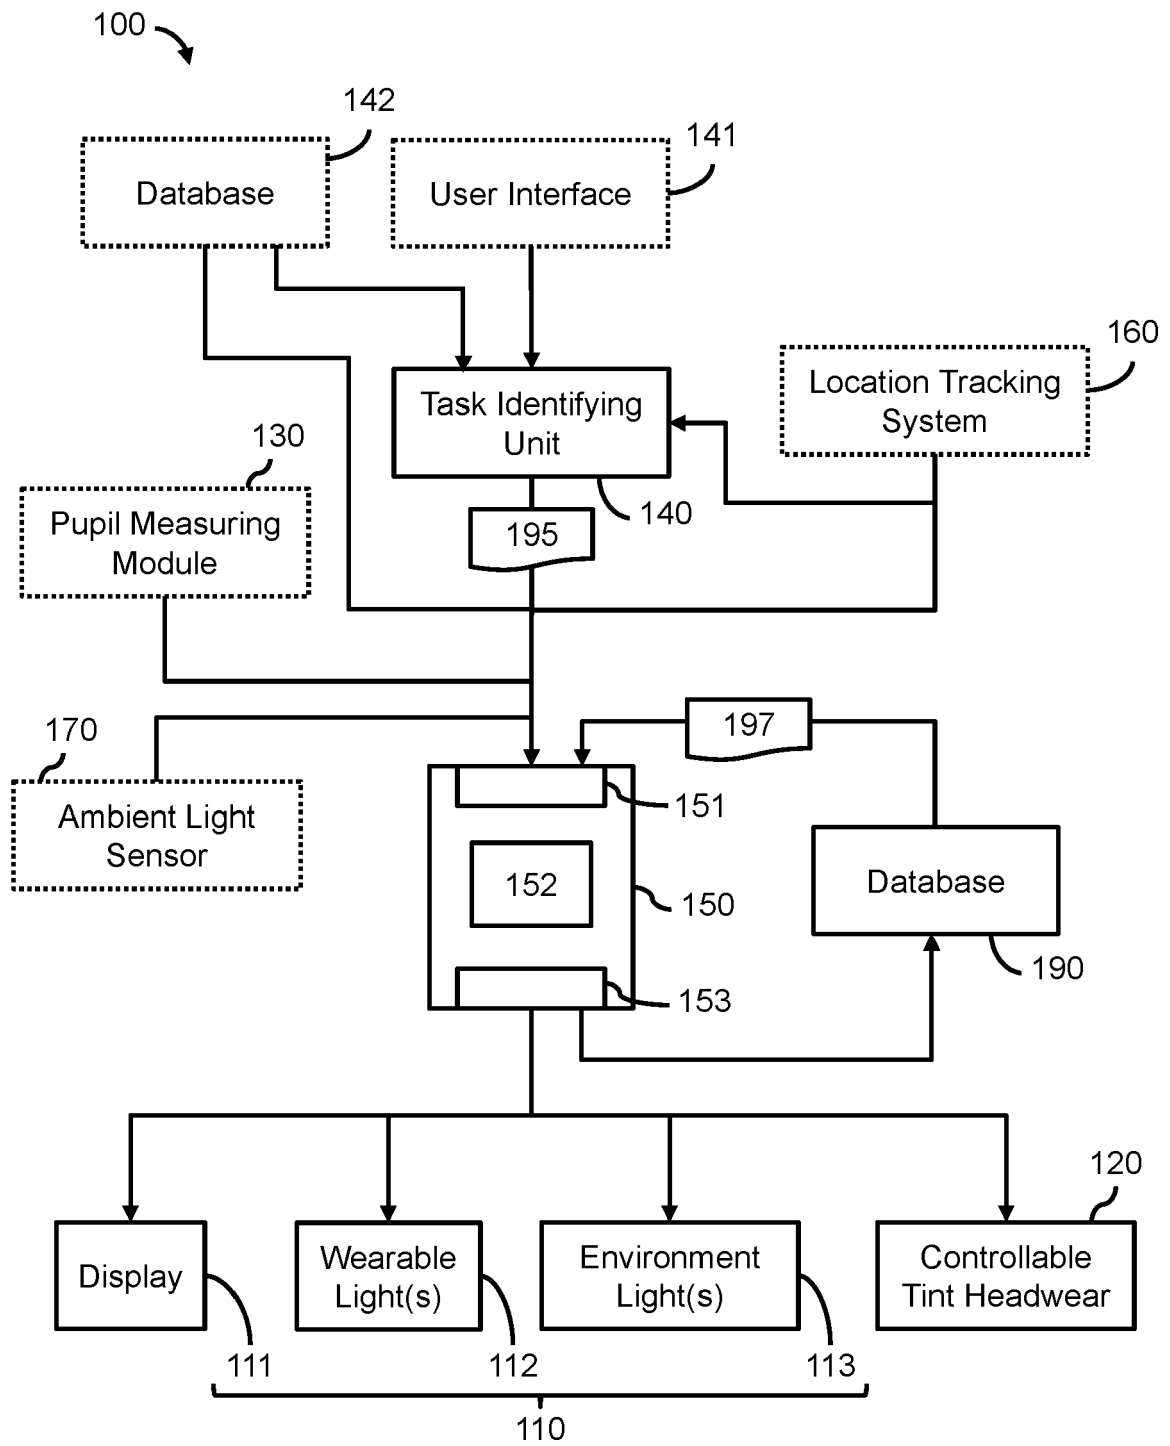 100
142
141
Database
User Interface
160
Location Tracking
System
Task Identifying
Unit
130
140
Pupil Measuring
Module
195
170
197
151
Ambient Light
Sensor
152
150
Database
190
153
120
Display
Wearable
Light(s)
Environment
Light(s)
Controllable
Tint Headwear
111
112
113
110